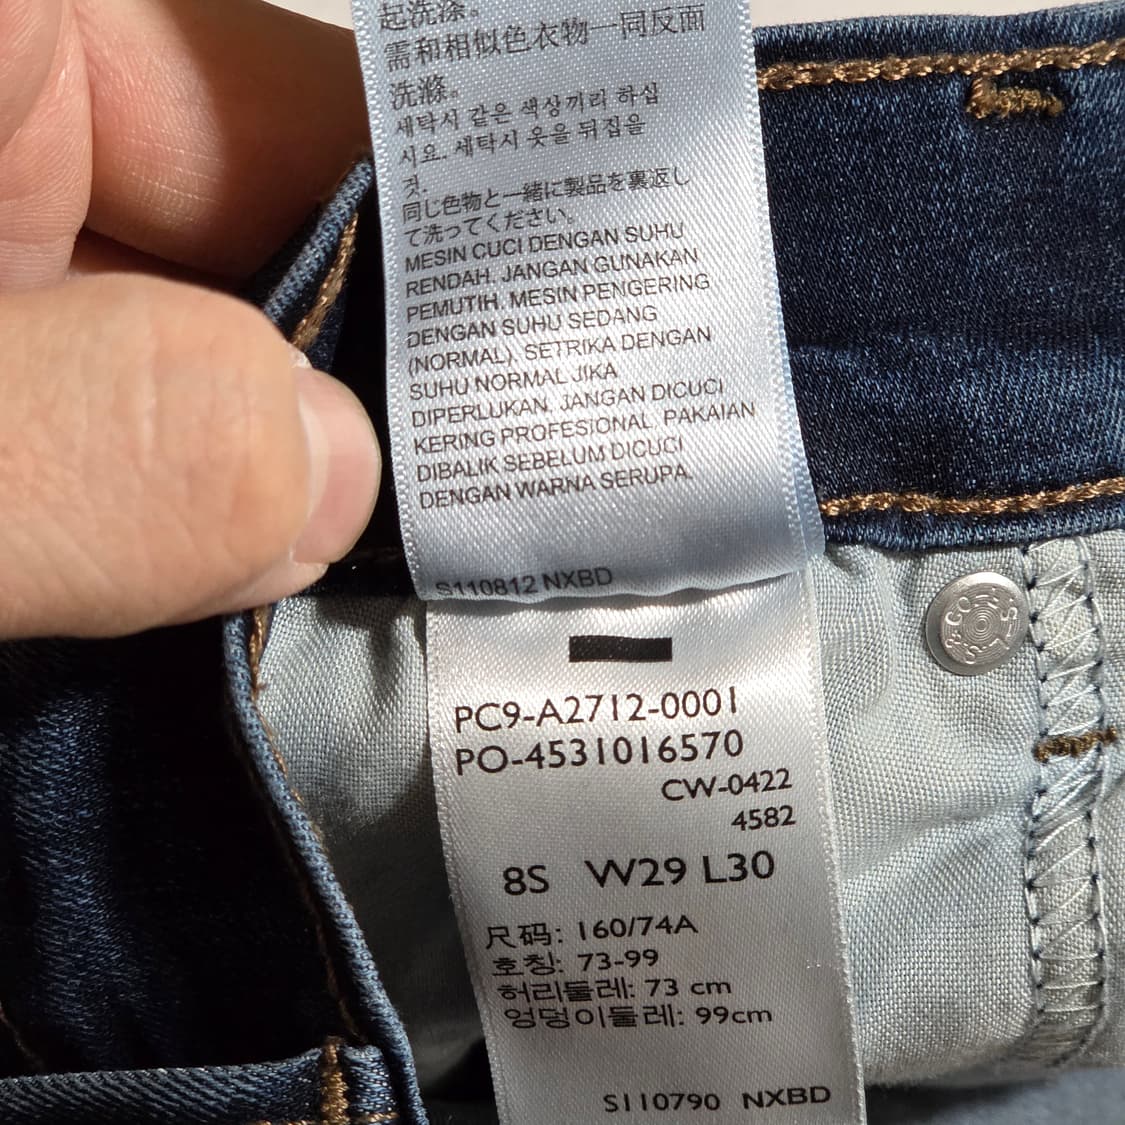 起洗滌。
需和相似色衣物一同反面
洗滌。
세탁시 같은 색상끼리 하십
시요. 세탁시 옷을 뒤집을
것.
同じ色物と一緒に製品を裏返し
て洗ってください。
MESIN CUCI DENGAN SUHU
RENDAH. JANGAN GUNAKAN
PEMUTIH. MESIN PENGERING
DENGAN SUHU SEDANG
(NORMAL). SETRIKA DENGAN
SUHU NORMAL JIKA
DIPERLUKAN. JANGAN DICUCI
KERING PROFESIONAL. PAKAIAN
DIBALIK SEBELUM DICUCI
DENGAN WARNA SERUPA.
S110812 NXBD
PC9-A2712-0001
PO-4531016570
CW-0422
4582
8S W29 L30
尺码: 160/74A
호칭: 73-99
허리둘레: 73 cm
엉덩이둘레: 99cm
S110790 NXBD